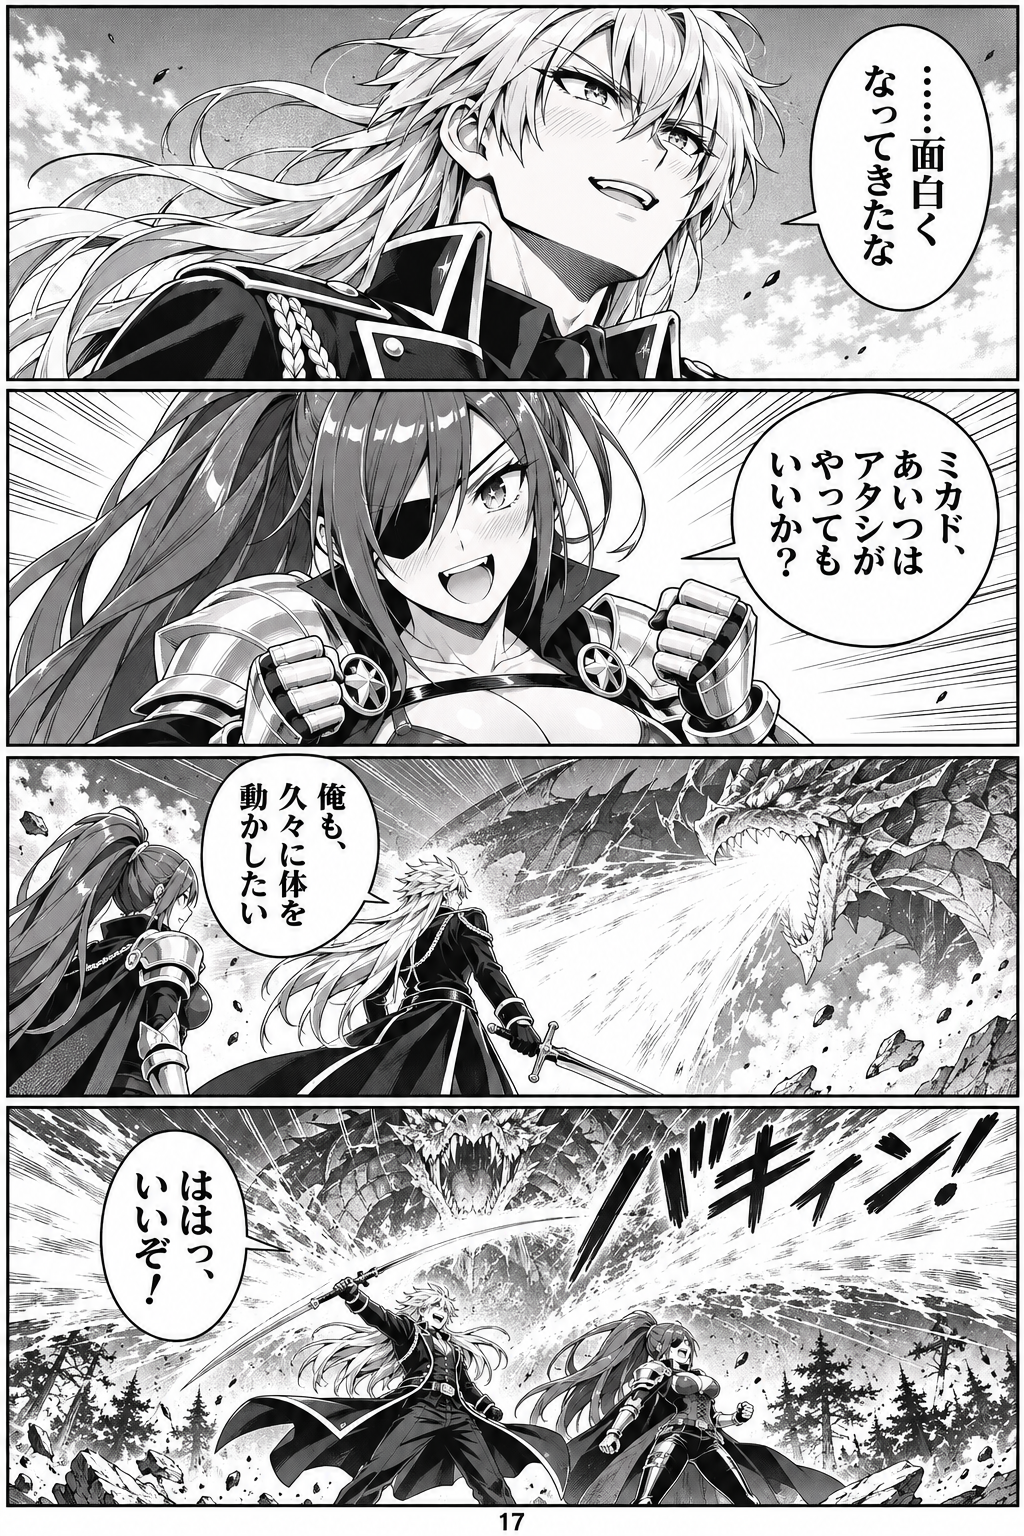 ……面白く
なってきたな
ミカド、
あいつは
アタシが
やっても
いいか？
俺も、
久々に体を
動かしたい
バキィン！
ははっ、
いいぞ！
17